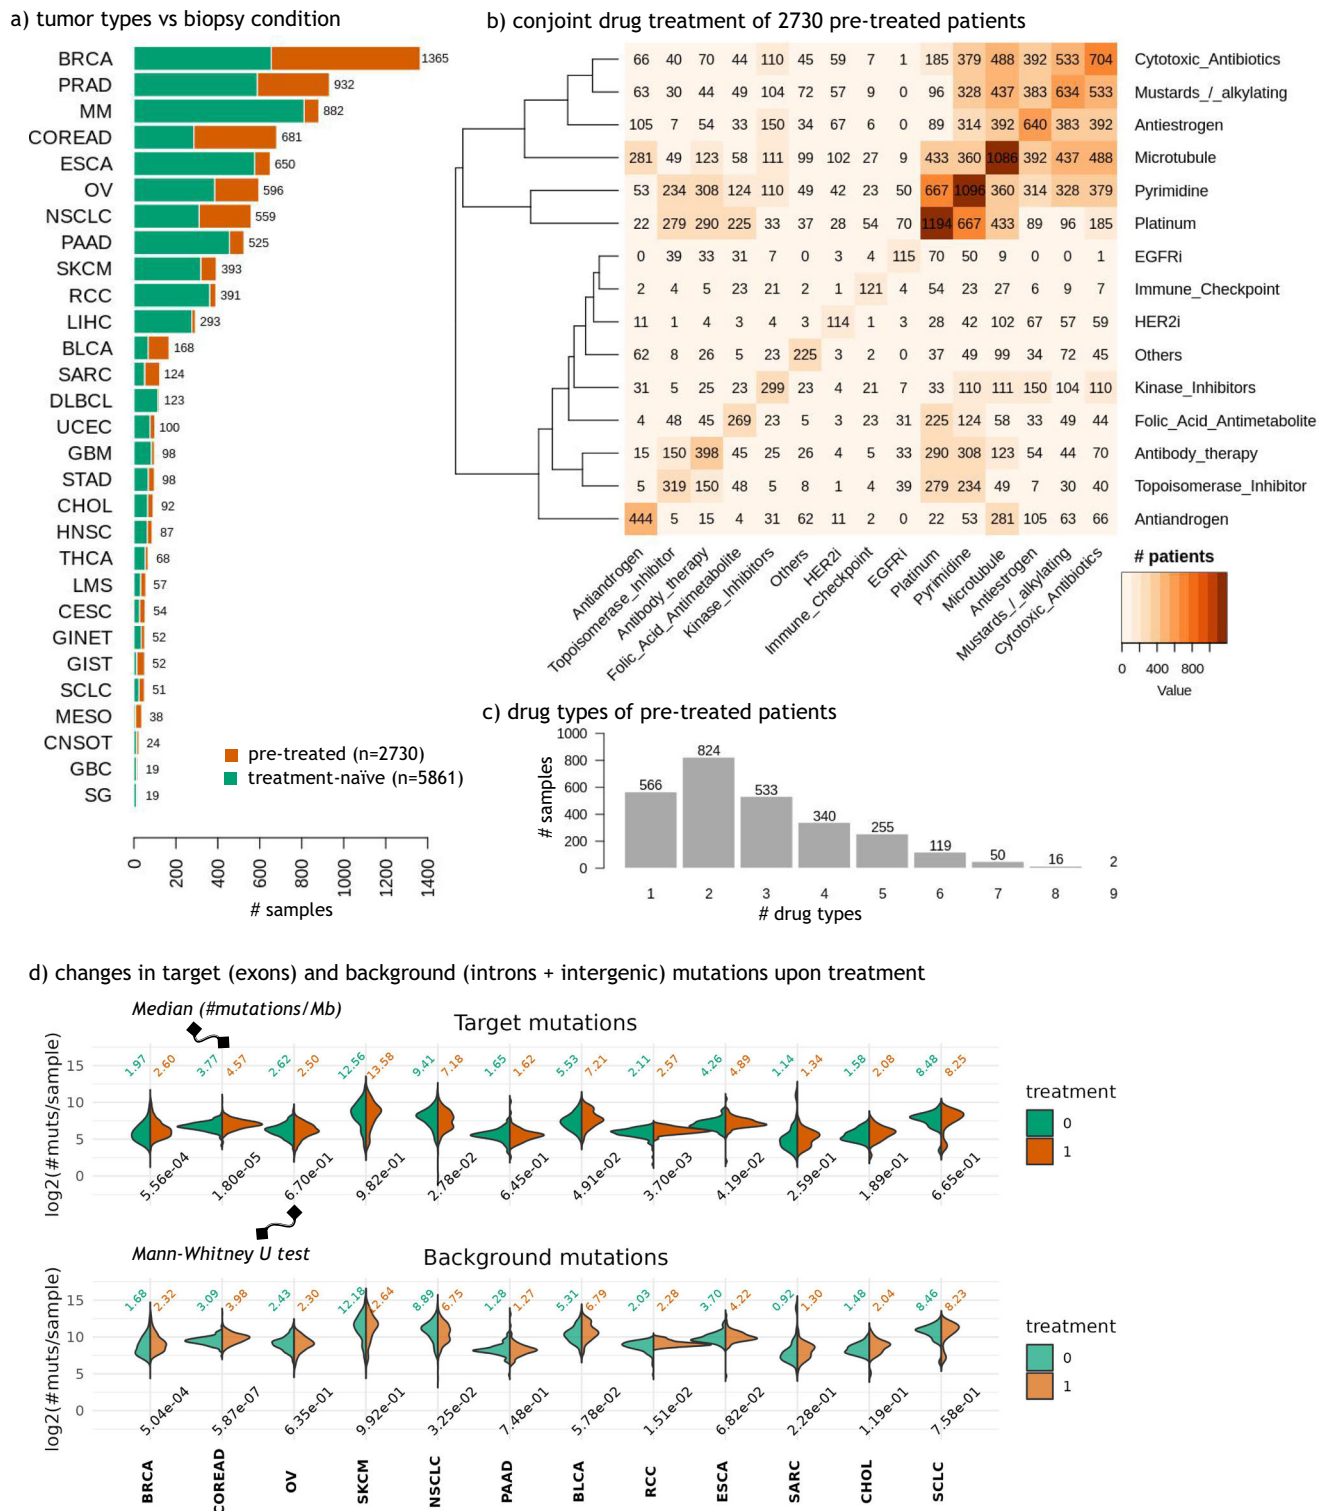 a) tumor types vs biopsy condition
BRCA 1365
PRAD 932
MM 882
COREAD 681
ESCA 650
OV 596
NSCLC 559
PAAD 525
SKCM 393
RCC 391
LIHC 293
BLCA 168
SARC 124
DLBCL 123
UCEC 100
GBM 98
STAD 98
CHOL 92
HNSC 87
THCA 68
LMS 57
CESC 54
GINET 52
GIST 52
SCLC 51
MESO 38
CNSOT 24
GBC 19
SG 19
pre-treated (n=2730)
treatment-naïve (n=5861)
0 200 400 600 800 1000 1200 1400
# samples
b) conjoint drug treatment of 2730 pre-treated patients
66 40 70 44 110 45 59 7 1 185 379 488 392 533 704 Cytotoxic_Antibiotics
63 30 44 49 104 72 57 9 0 96 328 437 383 634 533 Mustards_/_alkylating
105 7 54 33 150 34 67 6 0 89 314 392 640 383 392 Antiestrogen
281 49 123 58 111 99 102 27 9 433 360 1086 392 437 488 Microtubule
53 234 308 124 110 49 42 23 50 667 1096 360 314 328 379 Pyrimidine
22 279 290 225 33 37 28 54 70 1194 667 433 89 96 185 Platinum
0 39 33 31 7 0 3 4 115 70 50 9 0 0 1 EGFRi
2 4 5 23 21 2 1 121 4 54 23 27 6 9 7 Immune_Checkpoint
11 1 4 3 4 3 114 1 3 28 42 102 67 57 59 HER2i
62 8 26 5 23 225 3 2 0 37 49 99 34 72 45 Others
31 5 25 23 299 23 4 21 7 33 110 111 150 104 110 Kinase_Inhibitors
4 48 45 269 23 5 3 23 31 225 124 58 33 49 44 Folic_Acid_Antimetabolite
15 150 398 45 25 26 4 5 33 290 308 123 54 44 70 Antibody_therapy
5 319 150 48 5 8 1 4 39 279 234 49 7 30 40 Topoisomerase_Inhibitor
444 5 15 4 31 62 11 2 0 22 53 281 105 63 66 Antiandrogen
Antiandrogen
Topoisomerase_Inhibitor
Antibody_therapy
Folic_Acid_Antimetabolite
Kinase_Inhibitors
Others
HER2i
Immune_Checkpoint
EGFRi
Platinum
Pyrimidine
Microtubule
Antiestrogen
Mustards_/_alkylating
Cytotoxic_Antibiotics
# patients
0 400 800
Value
c) drug types of pre-treated patients
# samples
1000
800
600
400
200
0
566 824 533 340 255 119 50 16 2
1 2 3 4 5 6 7 8 9
# drug types
d) changes in target (exons) and background (introns + intergenic) mutations upon treatment
Median (#mutations/Mb)
Target mutations
log2(#muts/sample)
15
10
5
0
1.97 2.60 3.77 4.57 2.62 2.50 12.56 13.58 9.41 7.18 1.65 1.62 5.53 7.21 2.11 2.57 4.26 4.89 1.14 1.34 1.58 2.08 8.48 8.25
5.56e-04 1.80e-05 6.70e-01 9.82e-01 2.78e-02 6.45e-01 4.91e-02 3.70e-03 4.19e-02 2.59e-01 1.89e-01 6.65e-01
treatment
0
1
Mann-Whitney U test
Background mutations
log2(#muts/sample)
15
10
5
0
1.68 2.32 3.09 3.98 2.43 2.30 12.18 12.64 8.89 6.75 1.28 1.27 5.31 6.79 2.03 2.28 3.70 4.22 0.92 1.30 1.48 2.04 8.46 8.23
5.04e-04 5.87e-07 6.35e-01 9.92e-01 3.25e-02 7.48e-01 5.78e-02 1.51e-02 6.82e-02 2.28e-01 1.19e-01 7.58e-01
treatment
0
1
BRCA COREAD OV SKCM NSCLC PAAD BLCA RCC ESCA SARC CHOL SCLC